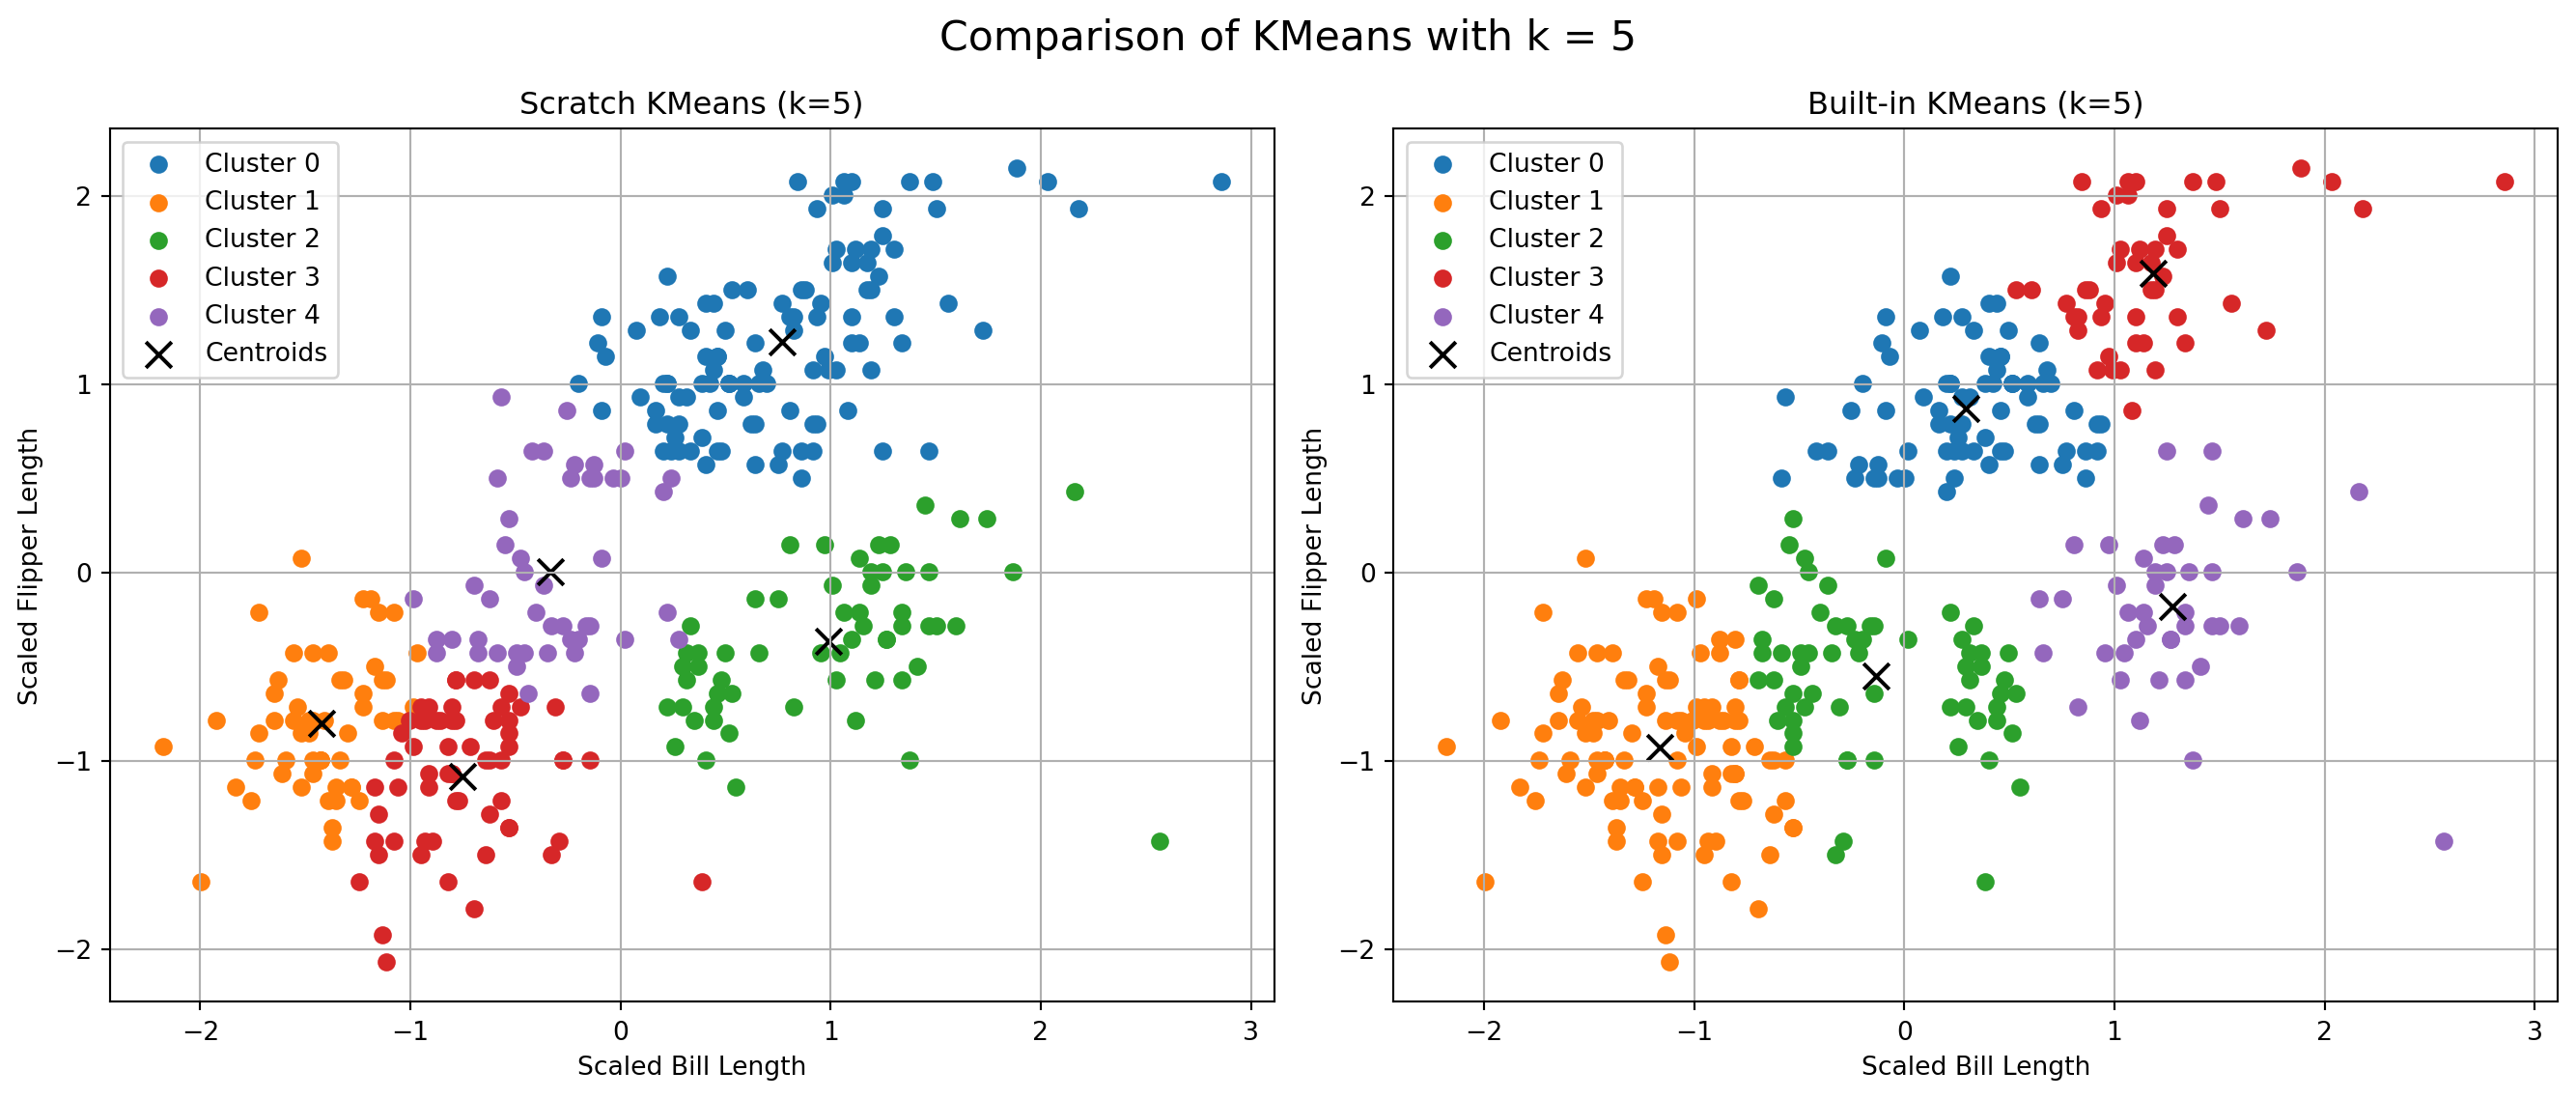 Comparison of KMeans with k = 5
Scratch KMeans (k=5)
Cluster 0
Cluster 1
Cluster 2
Cluster 3
Cluster 4
Centroids
2
1
0
−1
−2
Scaled Flipper Length
−2 −1 0 1 2 3
Scaled Bill Length
Built-in KMeans (k=5)
Cluster 0
Cluster 1
Cluster 2
Cluster 3
Cluster 4
Centroids
2
1
0
−1
−2
Scaled Flipper Length
−2 −1 0 1 2 3
Scaled Bill Length